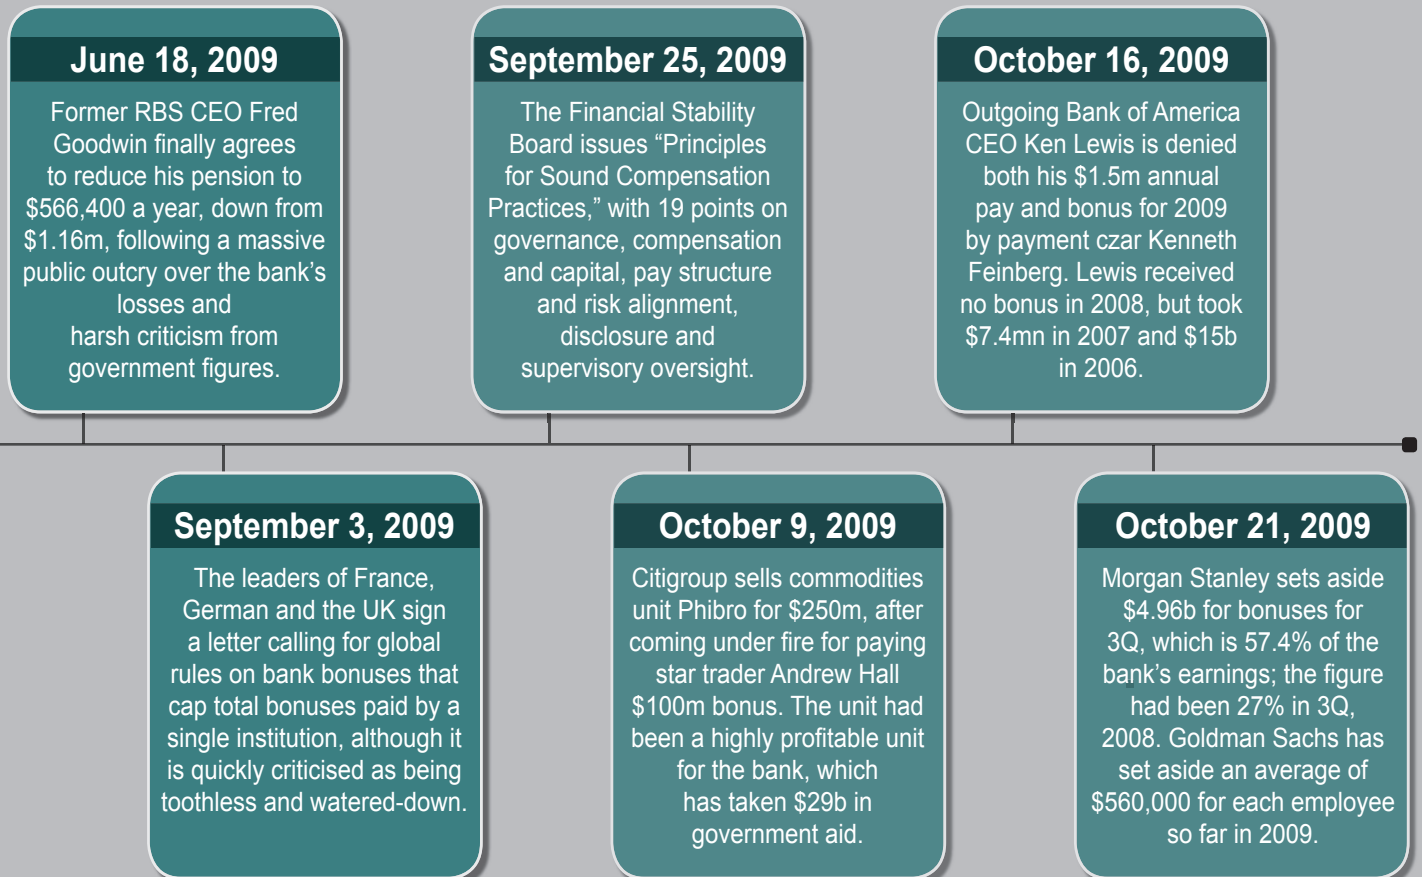 June 18, 2009
Former RBS CEO Fred
Goodwin finally agrees
to reduce his pension to
$566,400 a year, down from
$1.16m, following a massive
public outcry over the bank’s
losses and
harsh criticism from
government figures.
September 3, 2009
The leaders of France,
German and the UK sign
a letter calling for global
rules on bank bonuses that
cap total bonuses paid by a
single institution, although it
is quickly criticised as being
toothless and watered-down.
September 25, 2009
The Financial Stability
Board issues “Principles
for Sound Compensation
Practices,” with 19 points on
governance, compensation
and capital, pay structure
and risk alignment,
disclosure and
supervisory oversight.
October 9, 2009
Citigroup sells commodities
unit Phibro for $250m, after
coming under fire for paying
star trader Andrew Hall
$100m bonus. The unit had
been a highly profitable unit
for the bank, which
has taken $29b in
government aid.
October 16, 2009
Outgoing Bank of America
CEO Ken Lewis is denied
both his $1.5m annual
pay and bonus for 2009
by payment czar Kenneth
Feinberg. Lewis received
no bonus in 2008, but took
$7.4mn in 2007 and $15b
in 2006.
October 21, 2009
Morgan Stanley sets aside
$4.96b for bonuses for
3Q, which is 57.4% of the
bank’s earnings; the figure
had been 27% in 3Q,
2008. Goldman Sachs has
set aside an average of
$560,000 for each employee
so far in 2009.